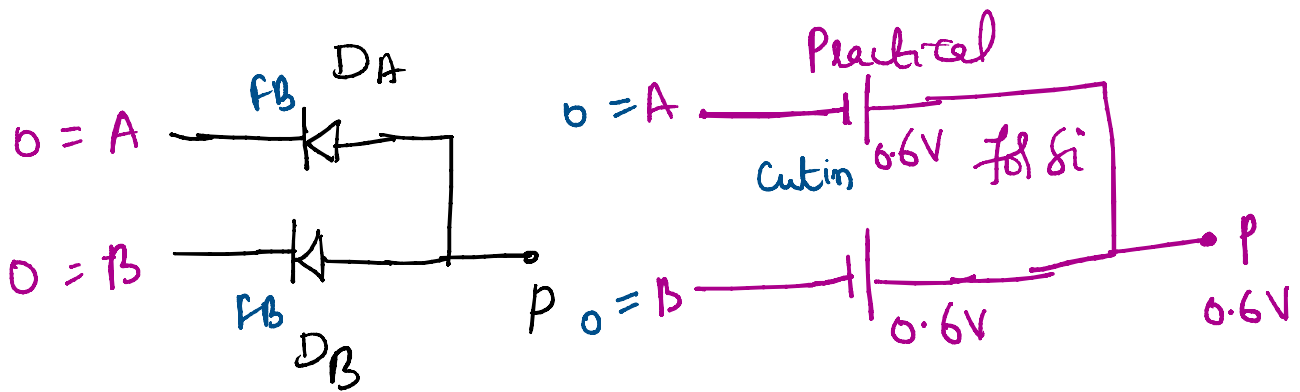 DA
FB
0 = A
0 = B
FB
DB
P
Practical
0 = A
0.6V for Si
Cutin
0 = B
0.6V
P
0.6V